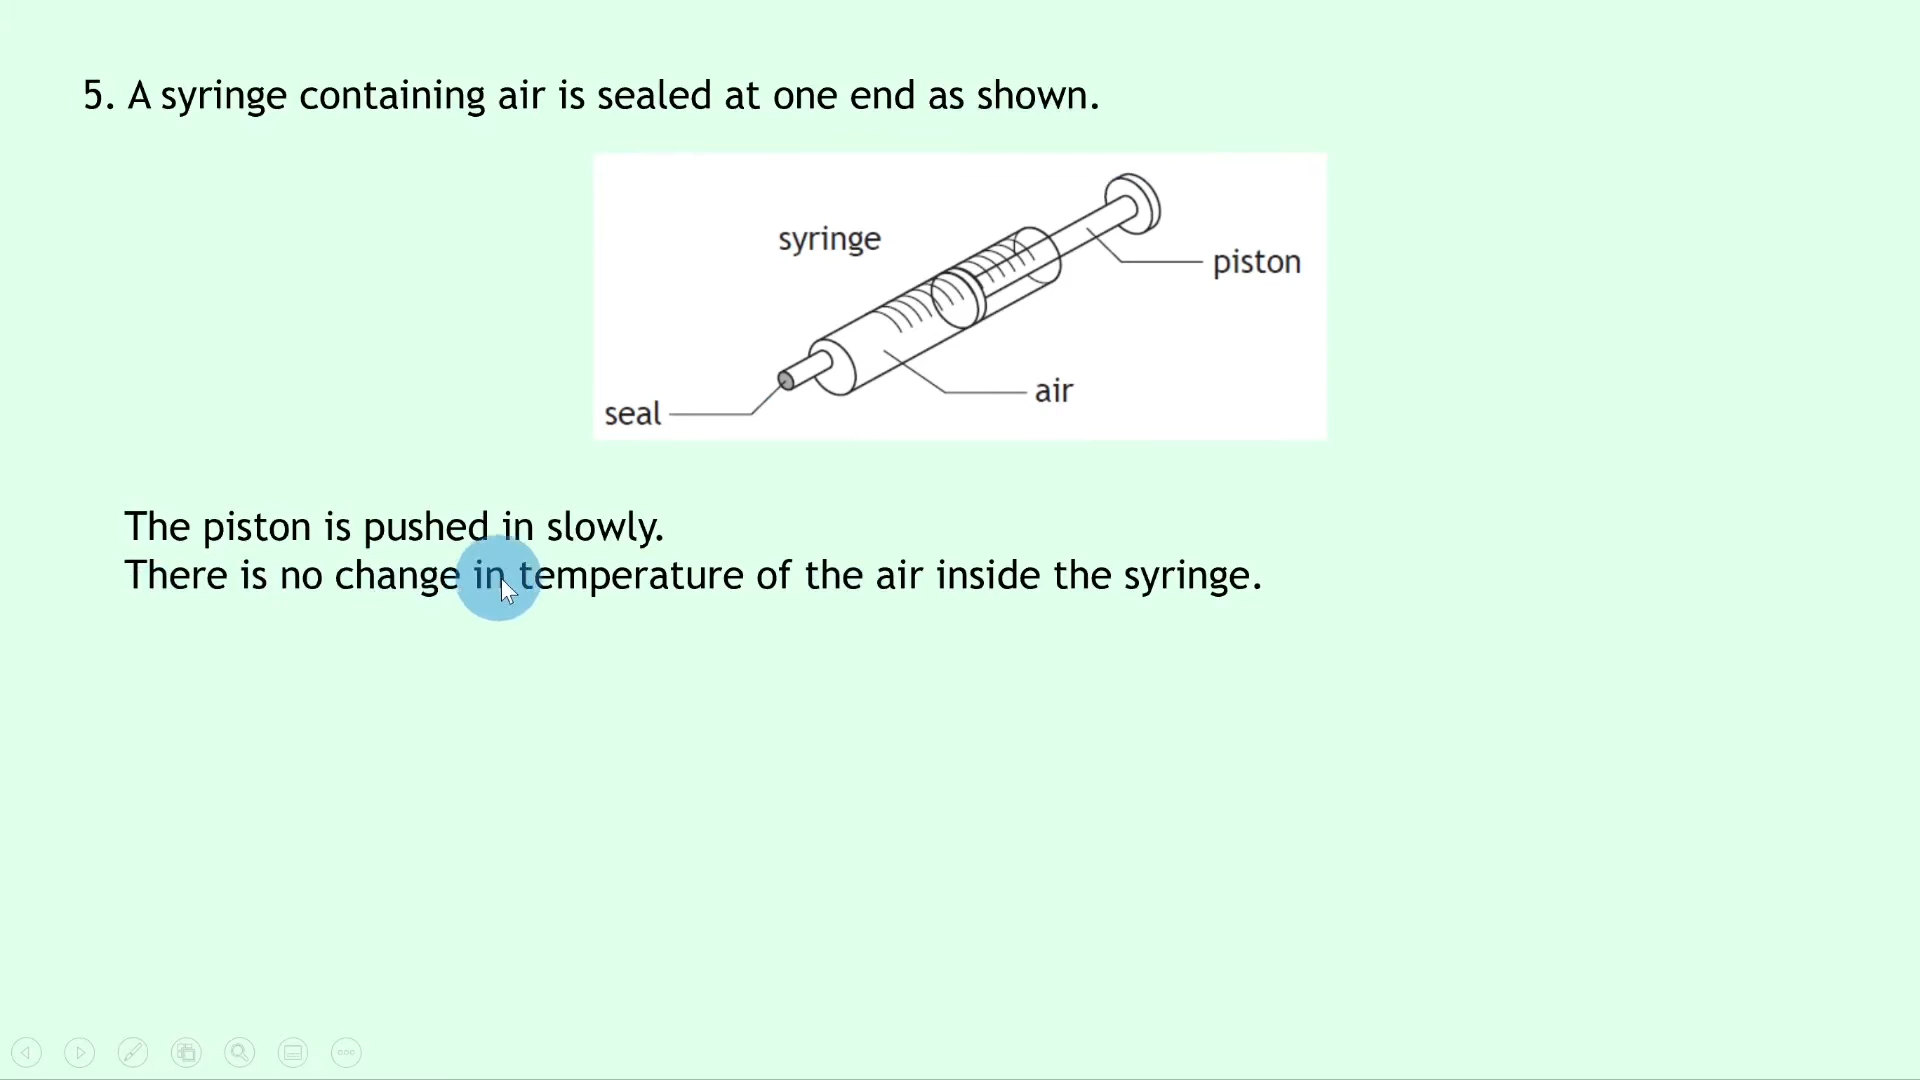 5. A syringe containing air is sealed at one end as shown.
syringe
piston
air
seal
The piston is pushed in slowly.
There is no change in temperature of the air inside the syringe.